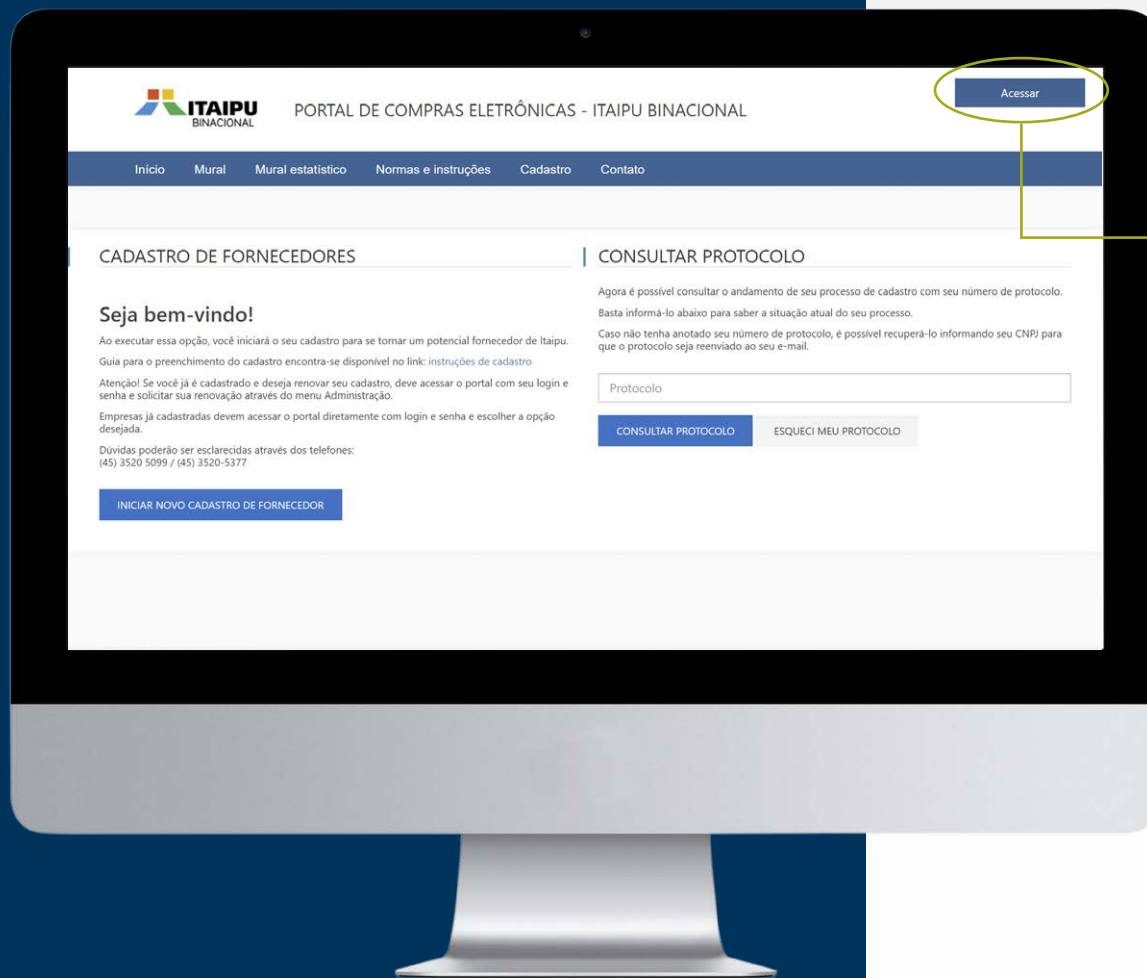 ITAIPU
BINACIONAL
PORTAL DE COMPRAS ELETRÔNICAS - ITAIPU BINACIONAL
Acessar
Início Mural Mural estatístico Normas e instruções Cadastro Contato
CADASTRO DE FORNECEDORES
Seja bem-vindo!
Ao executar essa opção, você iniciará o seu cadastro para se tornar um potencial fornecedor de Itaipu.
Guia para o preenchimento do cadastro encontra-se disponível no link: instruções de cadastro
Atenção! Se você já é cadastrado e deseja renovar seu cadastro, deve acessar o portal com seu login e
senha e solicitar sua renovação através do menu Administração.
Empresas já cadastradas devem acessar o portal diretamente com login e senha e escolher a opção
desejada.
Dúvidas poderão ser esclarecidas através dos telefones:
(45) 3520 5099 / (45) 3520-5377
INICIAR NOVO CADASTRO DE FORNECEDOR
CONSULTAR PROTOCOLO
Agora é possível consultar o andamento de seu processo de cadastro com seu número de protocolo.
Basta informá-lo abaixo para saber a situação atual do seu processo.
Caso não tenha anotado seu número de protocolo, é possível recuperá-lo informando seu CNPJ para
que o protocolo seja reenviado ao seu e-mail.
Protocolo
CONSULTAR PROTOCOLO ESQUECI MEU PROTOCOLO